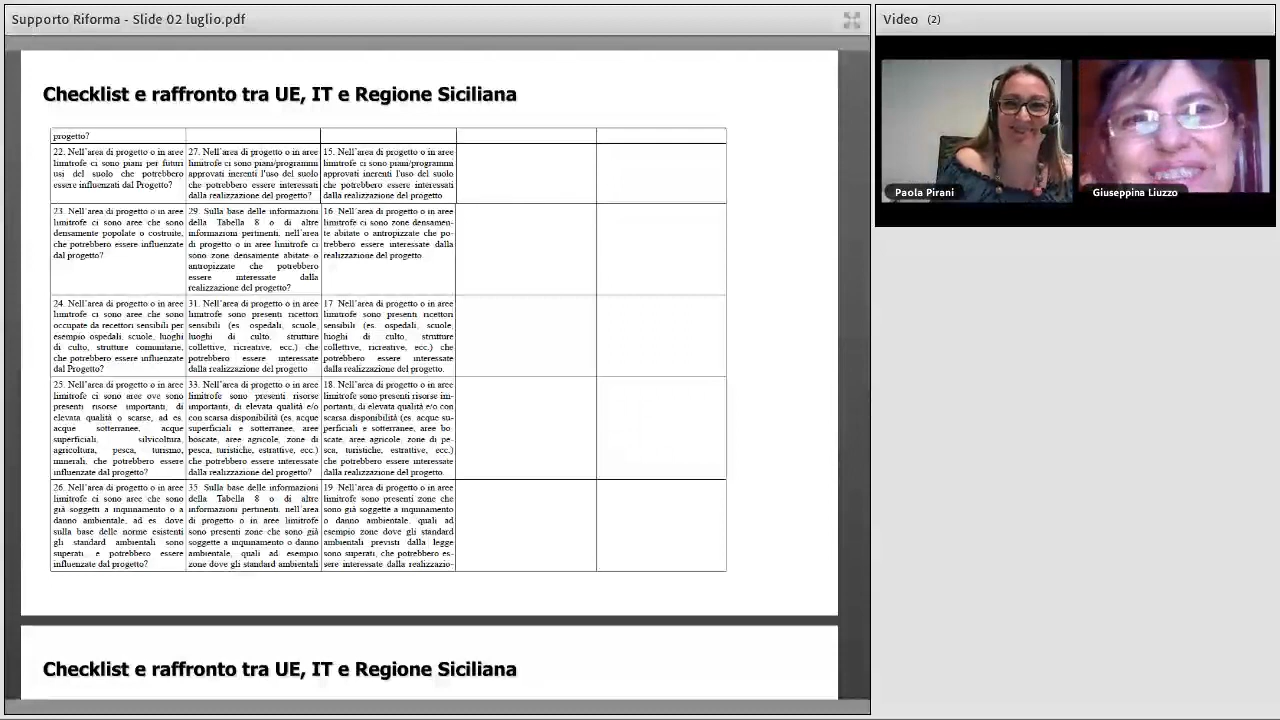 Supporto Riforma - Slide 02 luglio.pdf
Checklist e raffronto tra UE, IT e Regione Siciliana
progetto?
22. Nell'area di progetto o in aree
limitrofe ci sono piani per futuri
usi del suolo che potrebbero
essere influenzati dal Progetto?
27. Nell'area di progetto o in aree
limitrofe ci sono piani/programmi
approvati inerenti l'uso del suolo
che potrebbero essere interessati
dalla realizzazione del progetto?
15. Nell'area di progetto o in aree
limitrofe ci sono piani/programmi
approvati inerenti l'uso del suolo
che potrebbero essere interessati
dalla realizzazione del progetto
23. Nell'area di progetto o in aree
limitrofe ci sono aree che sono
densamente popolate o costruite,
che potrebbero essere influenzate
dal progetto?
29. Sulla base delle informazioni
della Tabella 8 o di altre
informazioni pertinenti, nell'area
di progetto o in aree limitrofe ci
sono zone densamente abitate o
antropizzate che potrebbero
essere interessate dalla
realizzazione del progetto?
16. Nell'area di progetto o in aree
limitrofe ci sono zone densamen-
te abitate o antropizzate che po-
trebbero essere interessate dalla
realizzazione del progetto.
24. Nell'area di progetto o in aree
limitrofe ci sono aree che sono
occupate da recettori sensibili per
esempio ospedali, scuole, luoghi
di culto, strutture comunitarie,
che potrebbero essere influenzate
dal Progetto?
31. Nell'area di progetto o in aree
limitrofe sono presenti ricettori
sensibili (es. ospedali, scuole,
luoghi di culto, strutture
collettive, ricreative, ecc.) che
potrebbero essere interessate
dalla realizzazione del progetto
17 Nell'area di progetto o in aree
limitrofe sono presenti ricettori
sensibili (es. ospedali, scuole,
luoghi di culto, strutture
collettive, ricreative, ecc.) che
potrebbero essere interessate
dalla realizzazione del progetto.
25. Nell'area di progetto o in aree
limitrofe ci sono aree ove sono
presenti risorse importanti, di
elevata qualità o scarse, ad es.
acque sotterranee, acque
superficiali, silvicoltura,
agricoltura, pesca, turismo,
minerali, che potrebbero essere
influenzate dal progetto?
33. Nell'area di progetto o in aree
limitrofe sono presenti risorse
importanti, di elevata qualità e/o
con scarsa disponibilità (es. acque
superficiali e sotterranee, aree
boscate, aree agricole, zone di
pesca, turistiche, estrattive, ecc.)
che potrebbero essere interessate
dalla realizzazione del progetto?
18. Nell'area di progetto o in aree
limitrofe sono presenti risorse im-
portanti, di elevata qualità e/o con
scarsa disponibilità (es. acque su-
perficiali e sotterranee, aree bo-
scate, aree agricole, zone di pe-
sca, turistiche, estrattive, ecc.)
che potrebbero essere interessate
dalla realizzazione del progetto.
26. Nell'area di progetto o in aree
limitrofe ci sono aree che sono
già soggetti a inquinamento o a
danno ambientale, ad es. dove
sulla base delle norme esistenti
gli standard ambientali sono
superati e potrebbero essere
influenzate dal progetto?
35. Sulla base delle informazioni
della Tabella 8 o di altre
informazioni pertinenti, nell'area
di progetto o in aree limitrofe
sono presenti zone che sono già
soggette a inquinamento o danno
ambientale, quali ad esempio
zone dove gli standard ambientali
19 Nell'area di progetto o in aree
limitrofe sono presenti zone che
sono già soggette a inquinamento
o danno ambientale, quali ad
esempio zone dove gli standard
ambientali previsti dalla legge
sono superati, che potrebbero es-
sere interessate dalla realizzazio-
Checklist e raffronto tra UE, IT e Regione Siciliana
Video (2)
Paola Pirani
Giuseppina Liuzzo